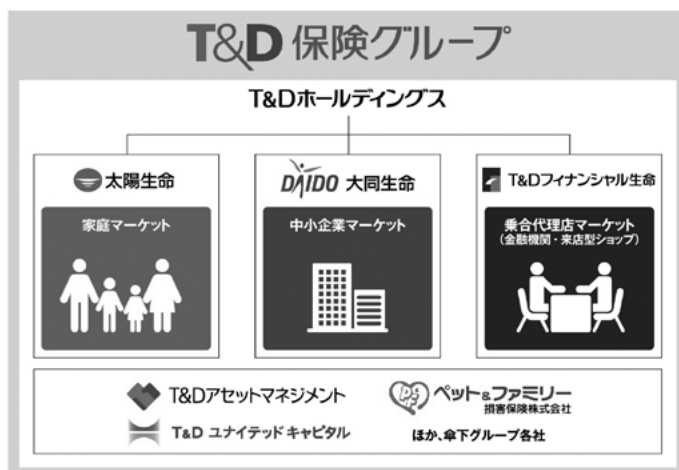 T&D 保険グループ
T&Dホールディングス
太陽生命
家庭マーケット
DAIDO 大同生命
中小企業マーケット
T&Dフィナンシャル生命
乗合代理店マーケット
(金融機関・来店型ショップ)
T&Dアセットマネジメント
ペット&ファミリー
損害保険株式会社
T&D ユナイテッドキャピタル
ほか、傘下グループ各社